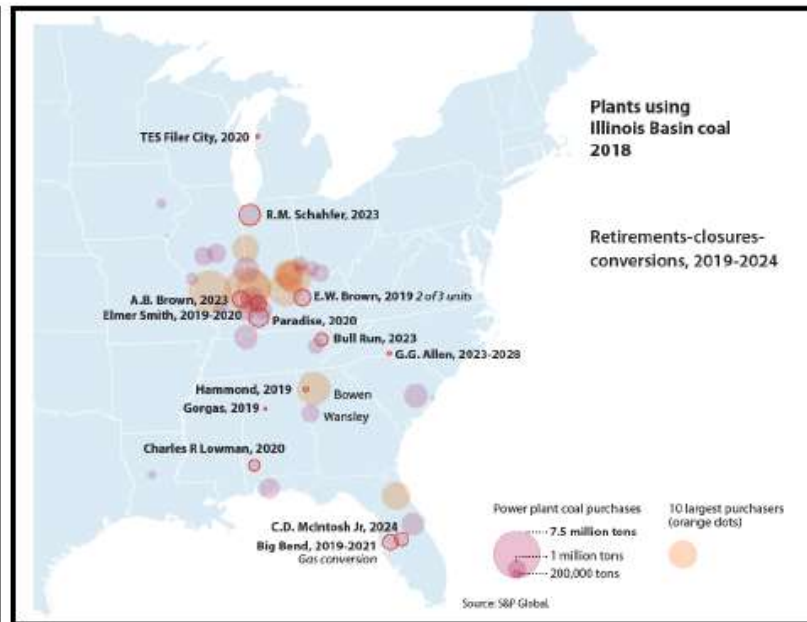 Plants using
Illinois Basin coal
2018
Retirements-closures-
conversions, 2019-2024
TES Filer City, 2020
R.M. Schahfer, 2023
A.B. Brown, 2023
E.W. Brown, 2019 2 of 3 units
Elmer Smith, 2019-2020
Paradise, 2020
Bull Run, 2023
G.G. Allen, 2023-2028
Hammond, 2019
Bowen
Gorgas, 2019
Wansley
Charles R Lowman, 2020
C.D. McIntosh Jr, 2024
Big Bend, 2019-2021
Gas conversion
Power plant coal purchases
7.5 million tons
1 million tons
200,000 tons
10 largest purchasers
(orange dots)
Source: S&P Global.